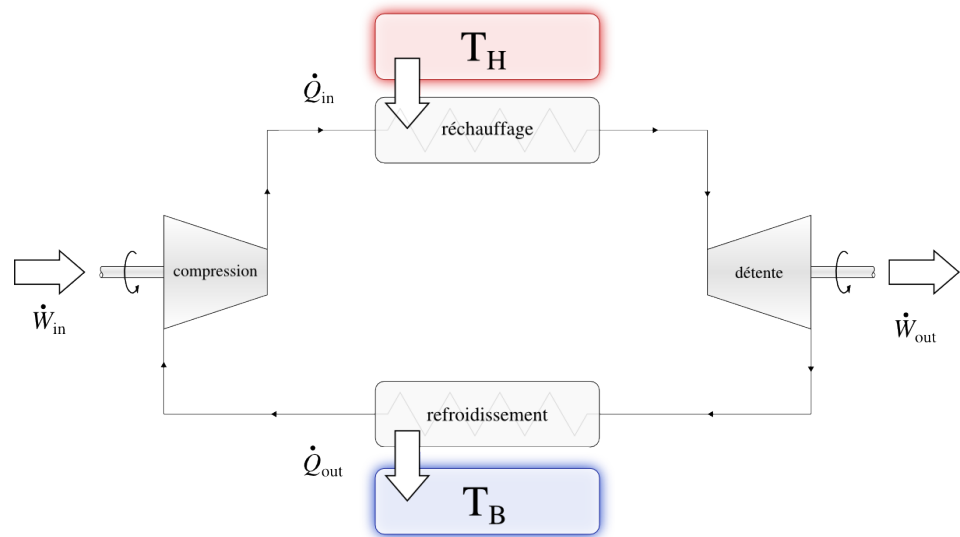 T_H
Q̇_in
réchauffage
compression
détente
Ẇ_in
Ẇ_out
refroidissement
Q̇_out
T_B